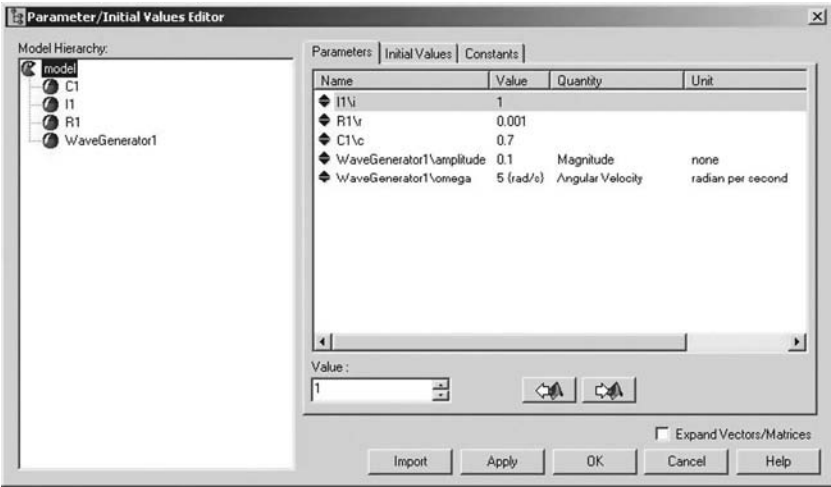 Parameter/Initial Values Editor
Model Hierarchy:
model
C1
I1
R1
WaveGenerator1
Parameters Initial Values Constants
Name Value Quantity Unit
I1\i 1
R1\r 0.001
C1\c 0.7
WaveGenerator1\amplitude 0.1 Magnitude none
WaveGenerator1\omega 5 (rad/s) Angular Velocity radian per second
Value :
1
Expand Vectors/Matrices
Import Apply OK Cancel Help